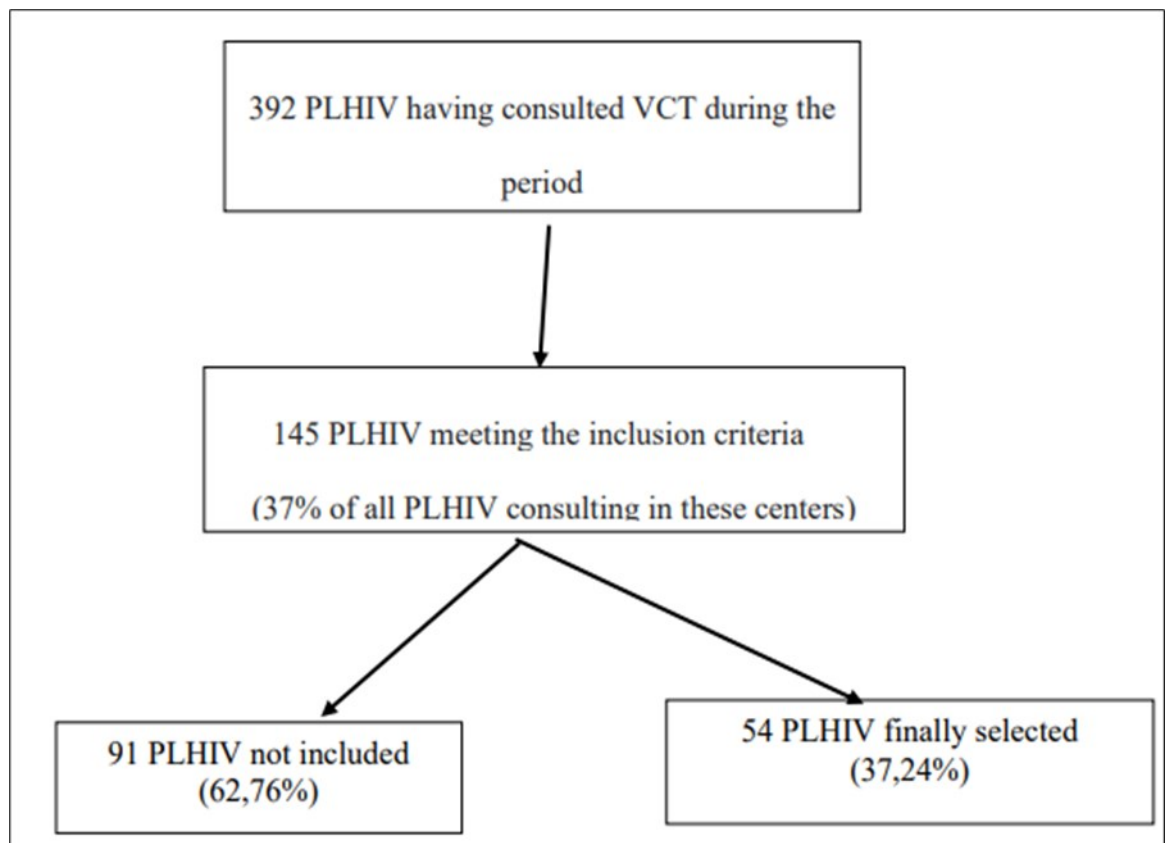 392 PLHIV having consulted VCT during the
period
145 PLHIV meeting the inclusion criteria
(37% of all PLHIV consulting in these centers)
91 PLHIV not included
(62,76%)
54 PLHIV finally selected
(37,24%)